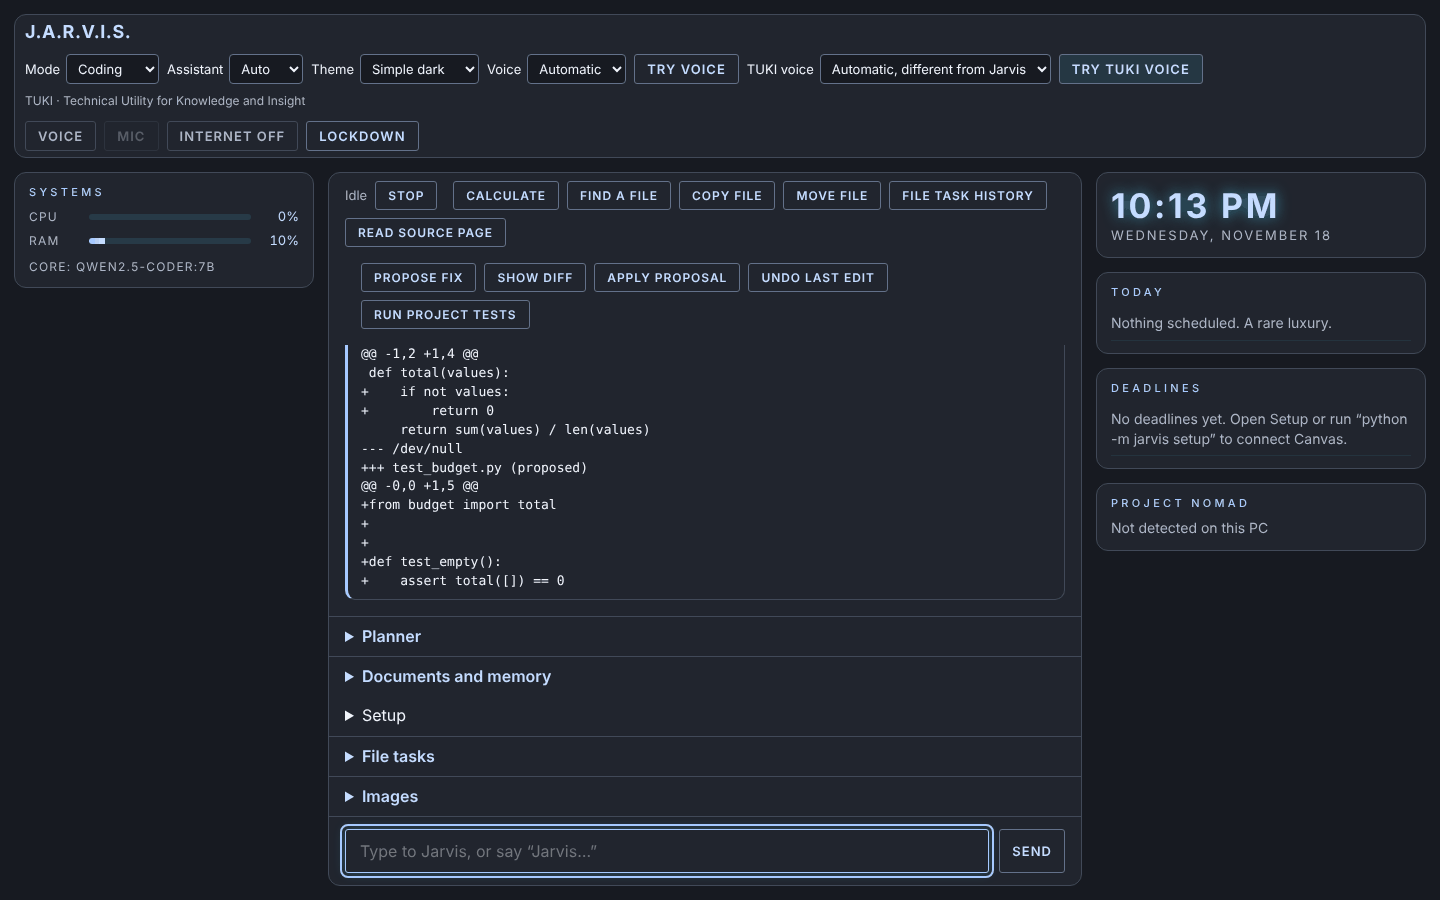 J.A.R.V.I.S.
Mode Coding Assistant Auto Theme Simple dark Voice Automatic TRY VOICE TUKI voice Automatic, different from Jarvis TRY TUKI VOICE
TUKI · Technical Utility for Knowledge and Insight
VOICE MIC INTERNET OFF LOCKDOWN
SYSTEMS
CPU 0%
RAM 10%
CORE: QWEN2.5-CODER:7B
Idle STOP CALCULATE FIND A FILE COPY FILE MOVE FILE FILE TASK HISTORY
READ SOURCE PAGE
PROPOSE FIX SHOW DIFF APPLY PROPOSAL UNDO LAST EDIT
RUN PROJECT TESTS
@@ -1,2 +1,4 @@
 def total(values):
+    if not values:
+        return 0
     return sum(values) / len(values)
--- /dev/null
+++ test_budget.py (proposed)
@@ -0,0 +1,5 @@
+from budget import total
+
+
+def test_empty():
+    assert total([]) == 0
Planner
Documents and memory
Setup
File tasks
Images
Type to Jarvis, or say “Jarvis...” SEND
10:13 PM
WEDNESDAY, NOVEMBER 18
TODAY
Nothing scheduled. A rare luxury.
DEADLINES
No deadlines yet. Open Setup or run “python
-m jarvis setup” to connect Canvas.
PROJECT NOMAD
Not detected on this PC